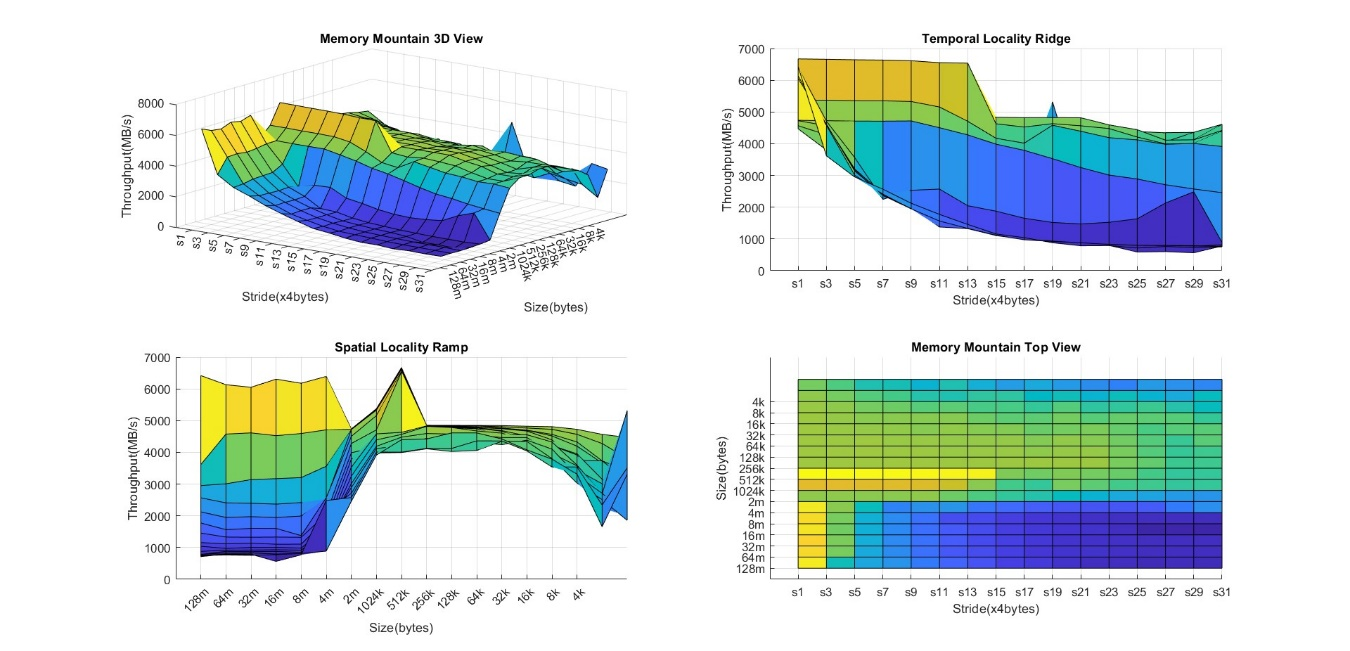 Memory Mountain 3D View
8000
6000
4000
2000
0
Throughput(MB/s)
s1
s3
s5
s7
s9
s11
s13
s15
s17
s19
s21
s23
s25
s27
s29
s31
Stride(x4bytes)
128m
64m
32m
16m
8m
4m
2m
1024k
512k
256k
128k
64k
32k
16k
8k
4k
Size(bytes)
Temporal Locality Ridge
7000
6000
5000
4000
3000
2000
1000
0
Throughput(MB/s)
s1 s3 s5 s7 s9 s11 s13 s15 s17 s19 s21 s23 s25 s27 s29 s31
Stride(x4bytes)
Spatial Locality Ramp
7000
6000
5000
4000
3000
2000
1000
0
Throughput(MB/s)
128m 64m 32m 16m 8m 4m 2m 1024k 512k 256k 128k 64k 32k 16k 8k 4k
Size(bytes)
Memory Mountain Top View
4k
8k
16k
32k
64k
128k
256k
512k
1024k
2m
4m
8m
16m
32m
64m
128m
Size(bytes)
s1 s3 s5 s7 s9 s11 s13 s15 s17 s19 s21 s23 s25 s27 s29 s31
Stride(x4bytes)